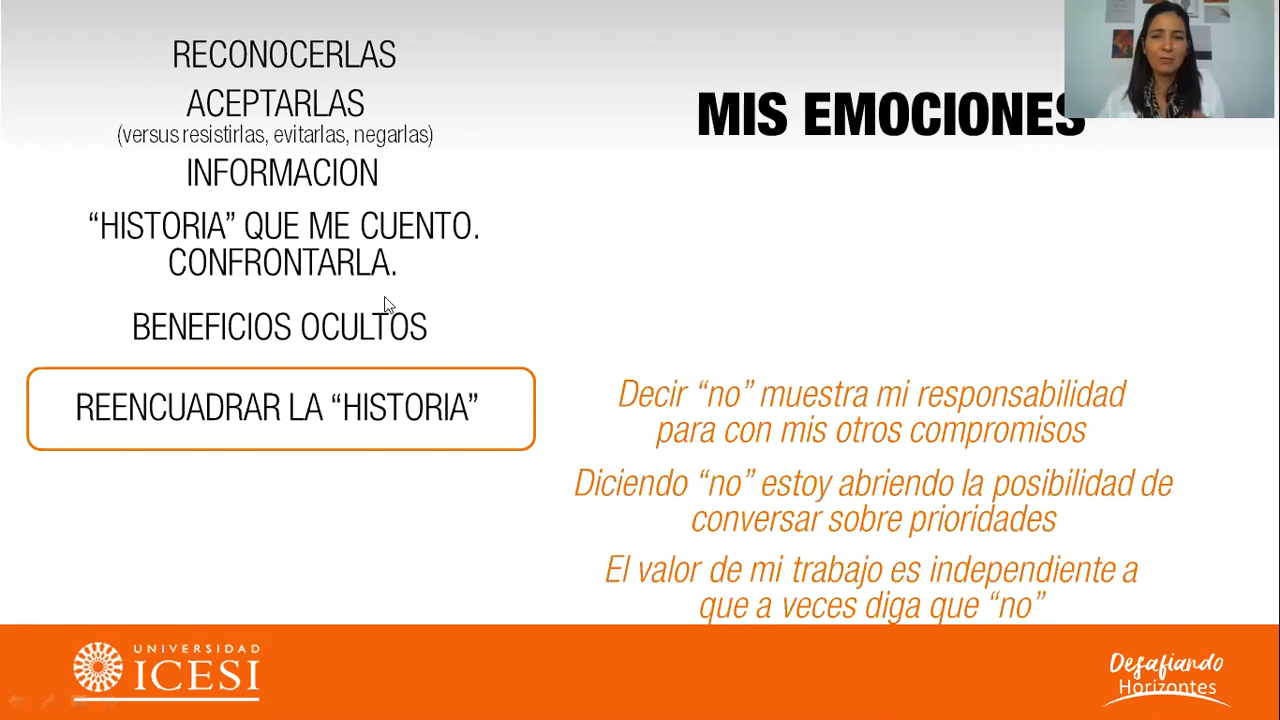 RECONOCERLAS
ACEPTARLAS
(versus resistirlas, evitarlas, negarlas)
INFORMACION
“HISTORIA” QUE ME CUENTO.
CONFRONTARLA.
BENEFICIOS OCULTOS
REENCUADRAR LA “HISTORIA”
MIS EMOCIONES
Decir “no” muestra mi responsabilidad
para con mis otros compromisos
Diciendo “no” estoy abriendo la posibilidad de
conversar sobre prioridades
El valor de mi trabajo es independiente a
que a veces diga que “no”
UNIVERSIDAD
ICESI
Desafiando
Horizontes